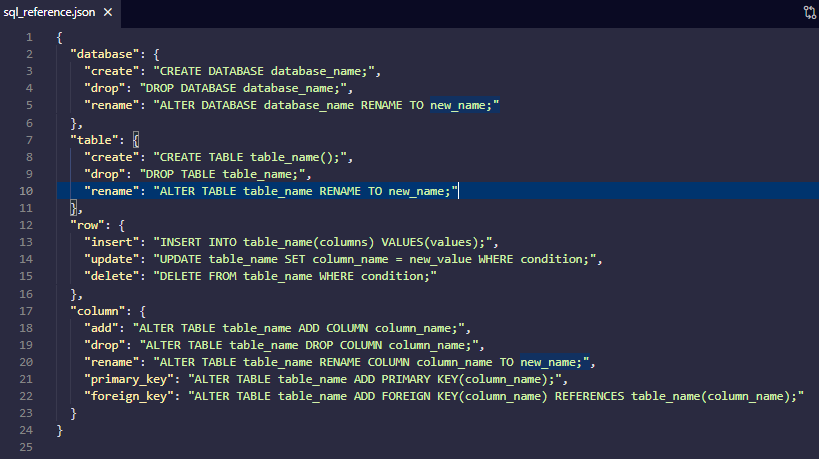 sql_reference.json ×
1 {
2 "database": {
3 "create": "CREATE DATABASE database_name;",
4 "drop": "DROP DATABASE database_name;",
5 "rename": "ALTER DATABASE database_name RENAME TO new_name;"
6 },
7 "table": {
8 "create": "CREATE TABLE table_name();",
9 "drop": "DROP TABLE table_name;",
10 "rename": "ALTER TABLE table_name RENAME TO new_name;"
11 },
12 "row": {
13 "insert": "INSERT INTO table_name(columns) VALUES(values);",
14 "update": "UPDATE table_name SET column_name = new_value WHERE condition;",
15 "delete": "DELETE FROM table_name WHERE condition;"
16 },
17 "column": {
18 "add": "ALTER TABLE table_name ADD COLUMN column_name;",
19 "drop": "ALTER TABLE table_name DROP COLUMN column_name;",
20 "rename": "ALTER TABLE table_name RENAME COLUMN column_name TO new_name;",
21 "primary_key": "ALTER TABLE table_name ADD PRIMARY KEY(column_name);",
22 "foreign_key": "ALTER TABLE table_name ADD FOREIGN KEY(column_name) REFERENCES table_name(column_name);"
23 }
24 }
25